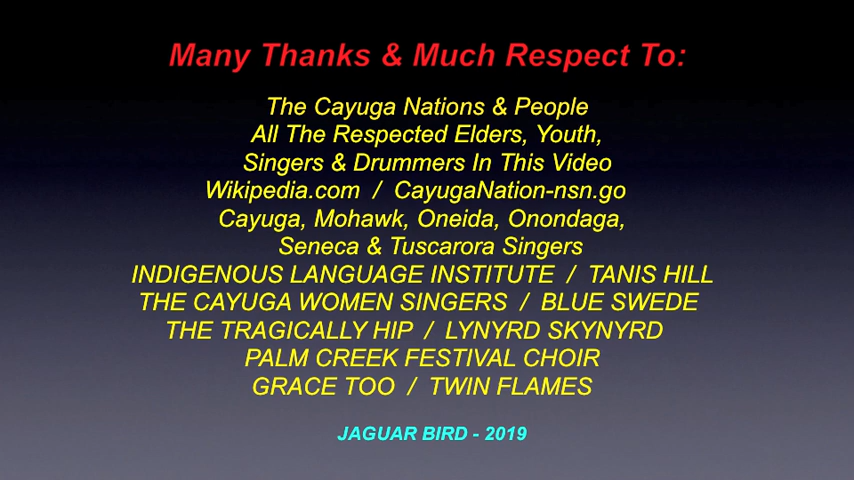 Many Thanks & Much Respect To:
The Cayuga Nations & People
All The Respected Elders, Youth,
Singers & Drummers In This Video
Wikipedia.com / CayugaNation-nsn.go
Cayuga, Mohawk, Oneida, Onondaga,
Seneca & Tuscarora Singers
INDIGENOUS LANGUAGE INSTITUTE / TANIS HILL
THE CAYUGA WOMEN SINGERS / BLUE SWEDE
THE TRAGICALLY HIP / LYNYRD SKYNYRD
PALM CREEK FESTIVAL CHOIR
GRACE TOO / TWIN FLAMES
JAGUAR BIRD - 2019